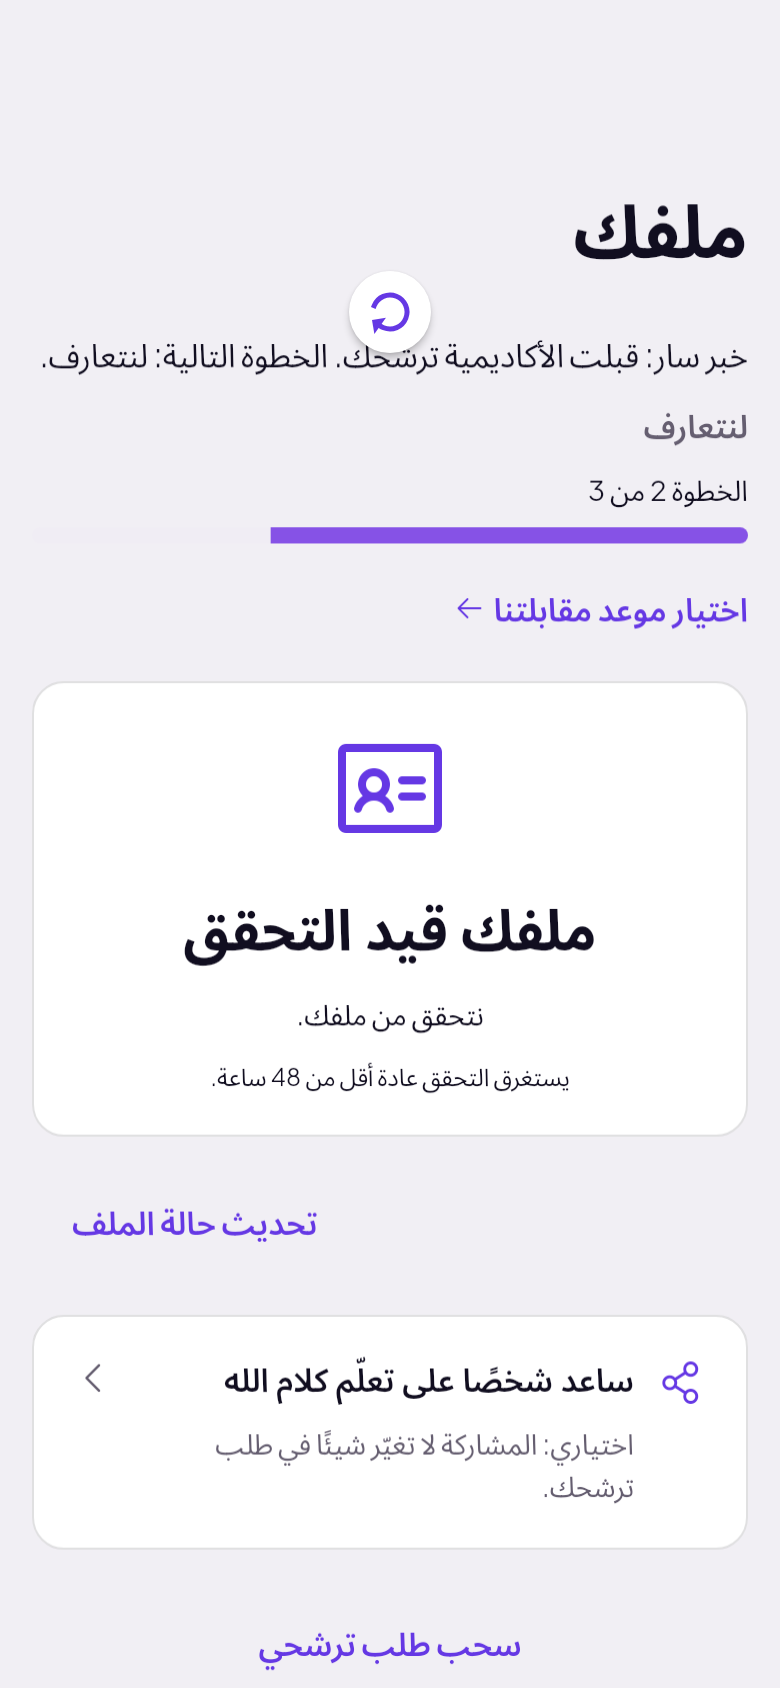 ملفك
خبر سار: قبلت الأكاديمية ترشحك. الخطوة التالية: لنتعارف.
لنتعارف
الخطوة 2 من 3
اختيار موعد مقابلتنا ←
ملفك قيد التحقق
نتحقق من ملفك.
يستغرق التحقق عادة أقل من 48 ساعة.
تحديث حالة الملف
ساعد شخصًا على تعلّم كلام الله
اختياري: المشاركة لا تغيّر شيئًا في طلب
ترشحك.
سحب طلب ترشحي